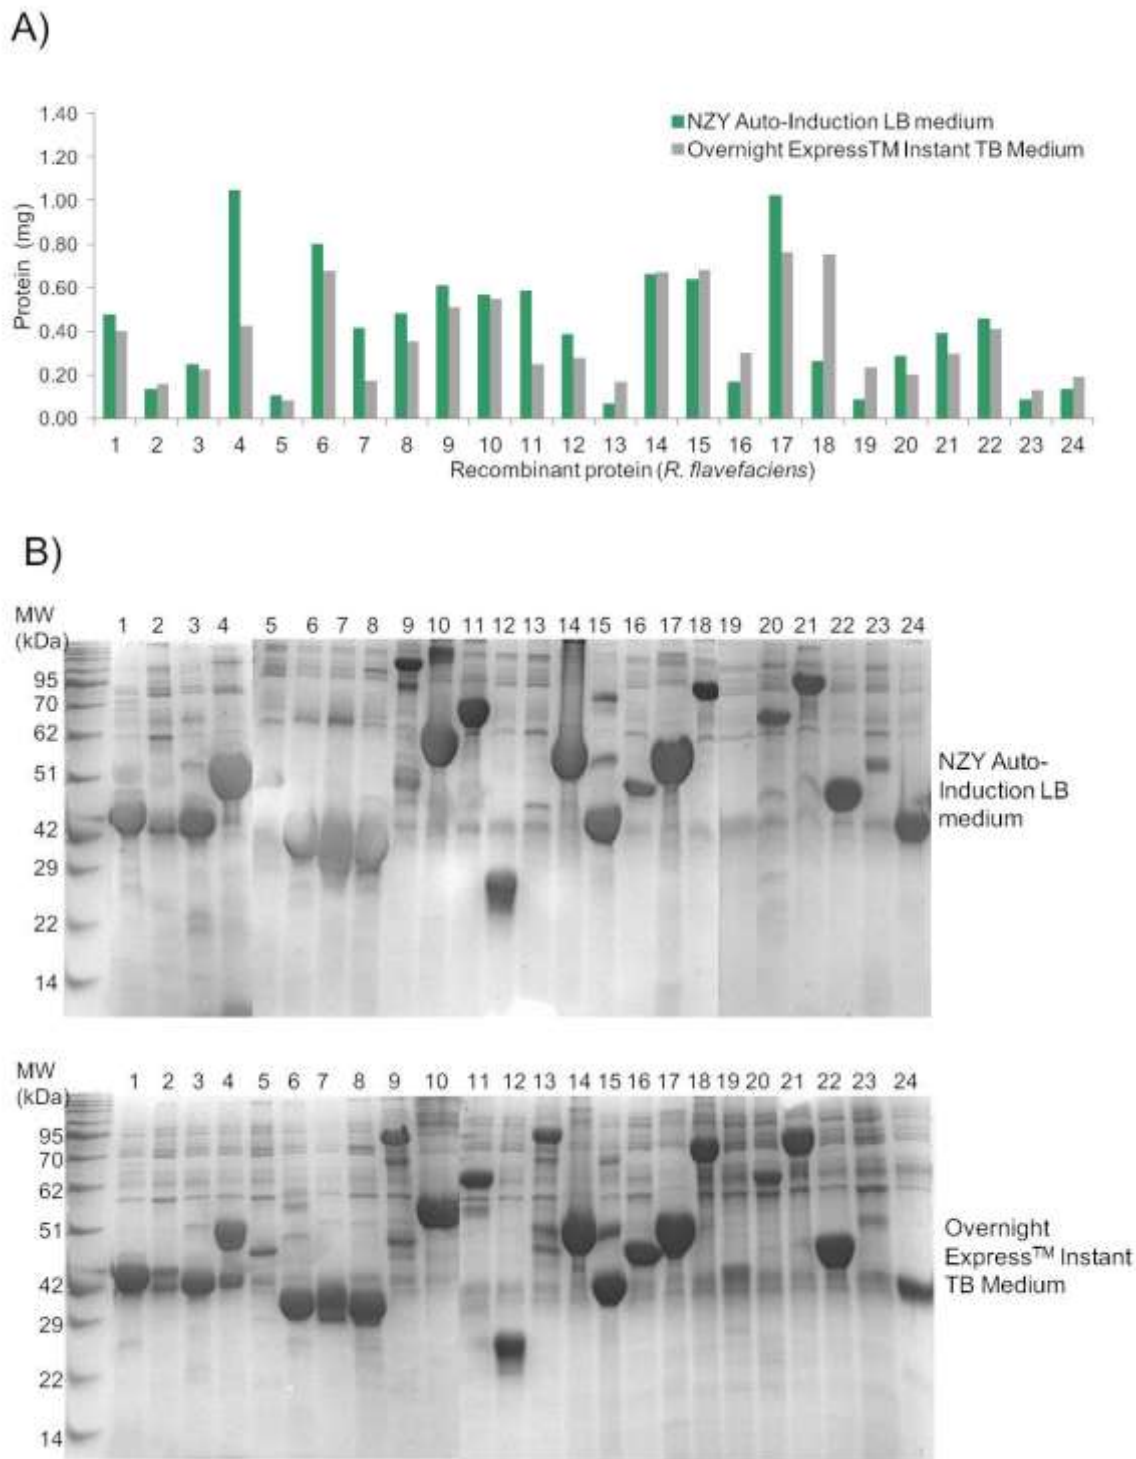 A)
1.40
1.20
1.00
0.80
0.60
0.40
0.20
0.00
Protein (mg)
NZY Auto-Induction LB medium
Overnight ExpressTM Instant TB Medium
1 2 3 4 5 6 7 8 9 10 11 12 13 14 15 16 17 18 19 20 21 22 23 24
Recombinant protein (R. flavefaciens)
B)
MW
(kDa)
1 2 3 4 5 6 7 8 9 10 11 12 13 14 15 16 17 18 19 20 21 22 23 24
95
70
62
51
42
29
22
14
NZY Auto-
Induction LB
medium
MW
(kDa)
1 2 3 4 5 6 7 8 9 10 11 12 13 14 15 16 17 18 19 20 21 22 23 24
95
70
62
51
42
29
22
14
Overnight
Express™ Instant
TB Medium